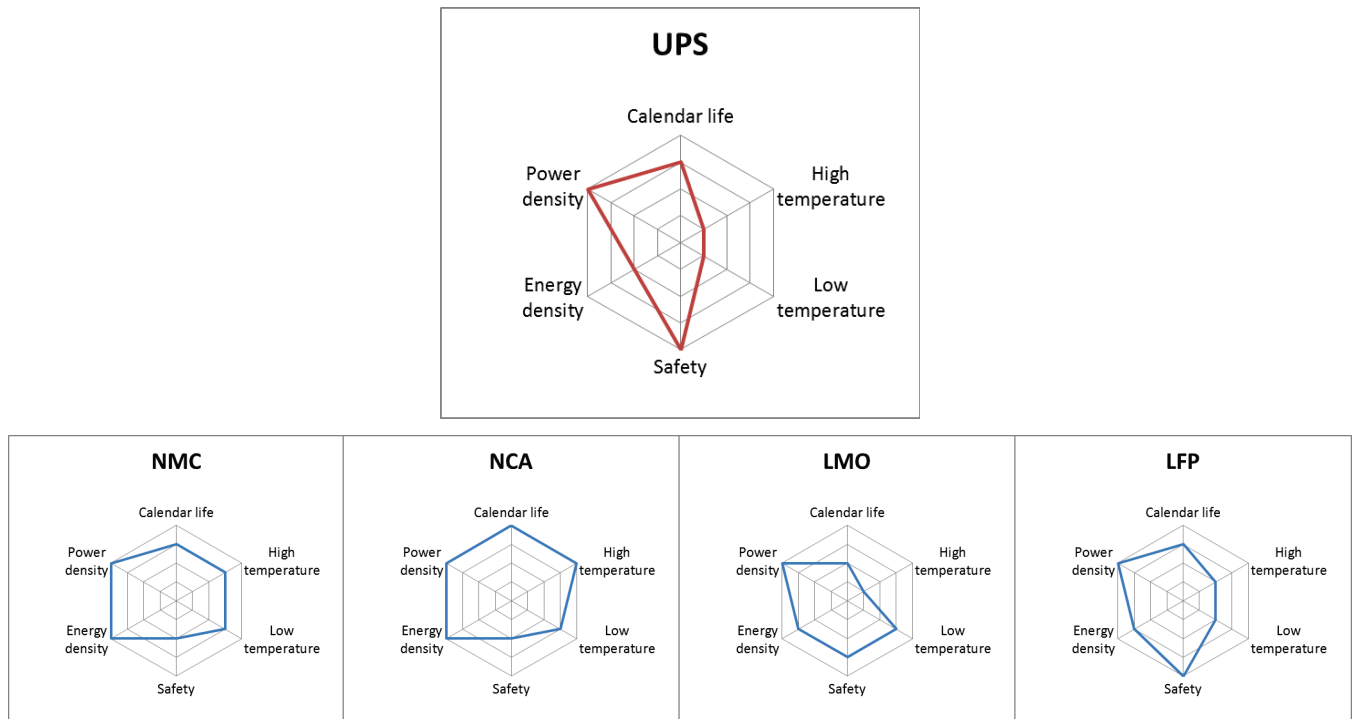 UPS
Calendar life
Power
density
High
temperature
Energy
density
Low
temperature
Safety
NMC
Calendar life
Power
density
High
temperature
Energy
density
Low
temperature
Safety
NCA
Calendar life
Power
density
High
temperature
Energy
density
Low
temperature
Safety
LMO
Calendar life
Power
density
High
temperature
Energy
density
Low
temperature
Safety
LFP
Calendar life
Power
density
High
temperature
Energy
density
Low
temperature
Safety